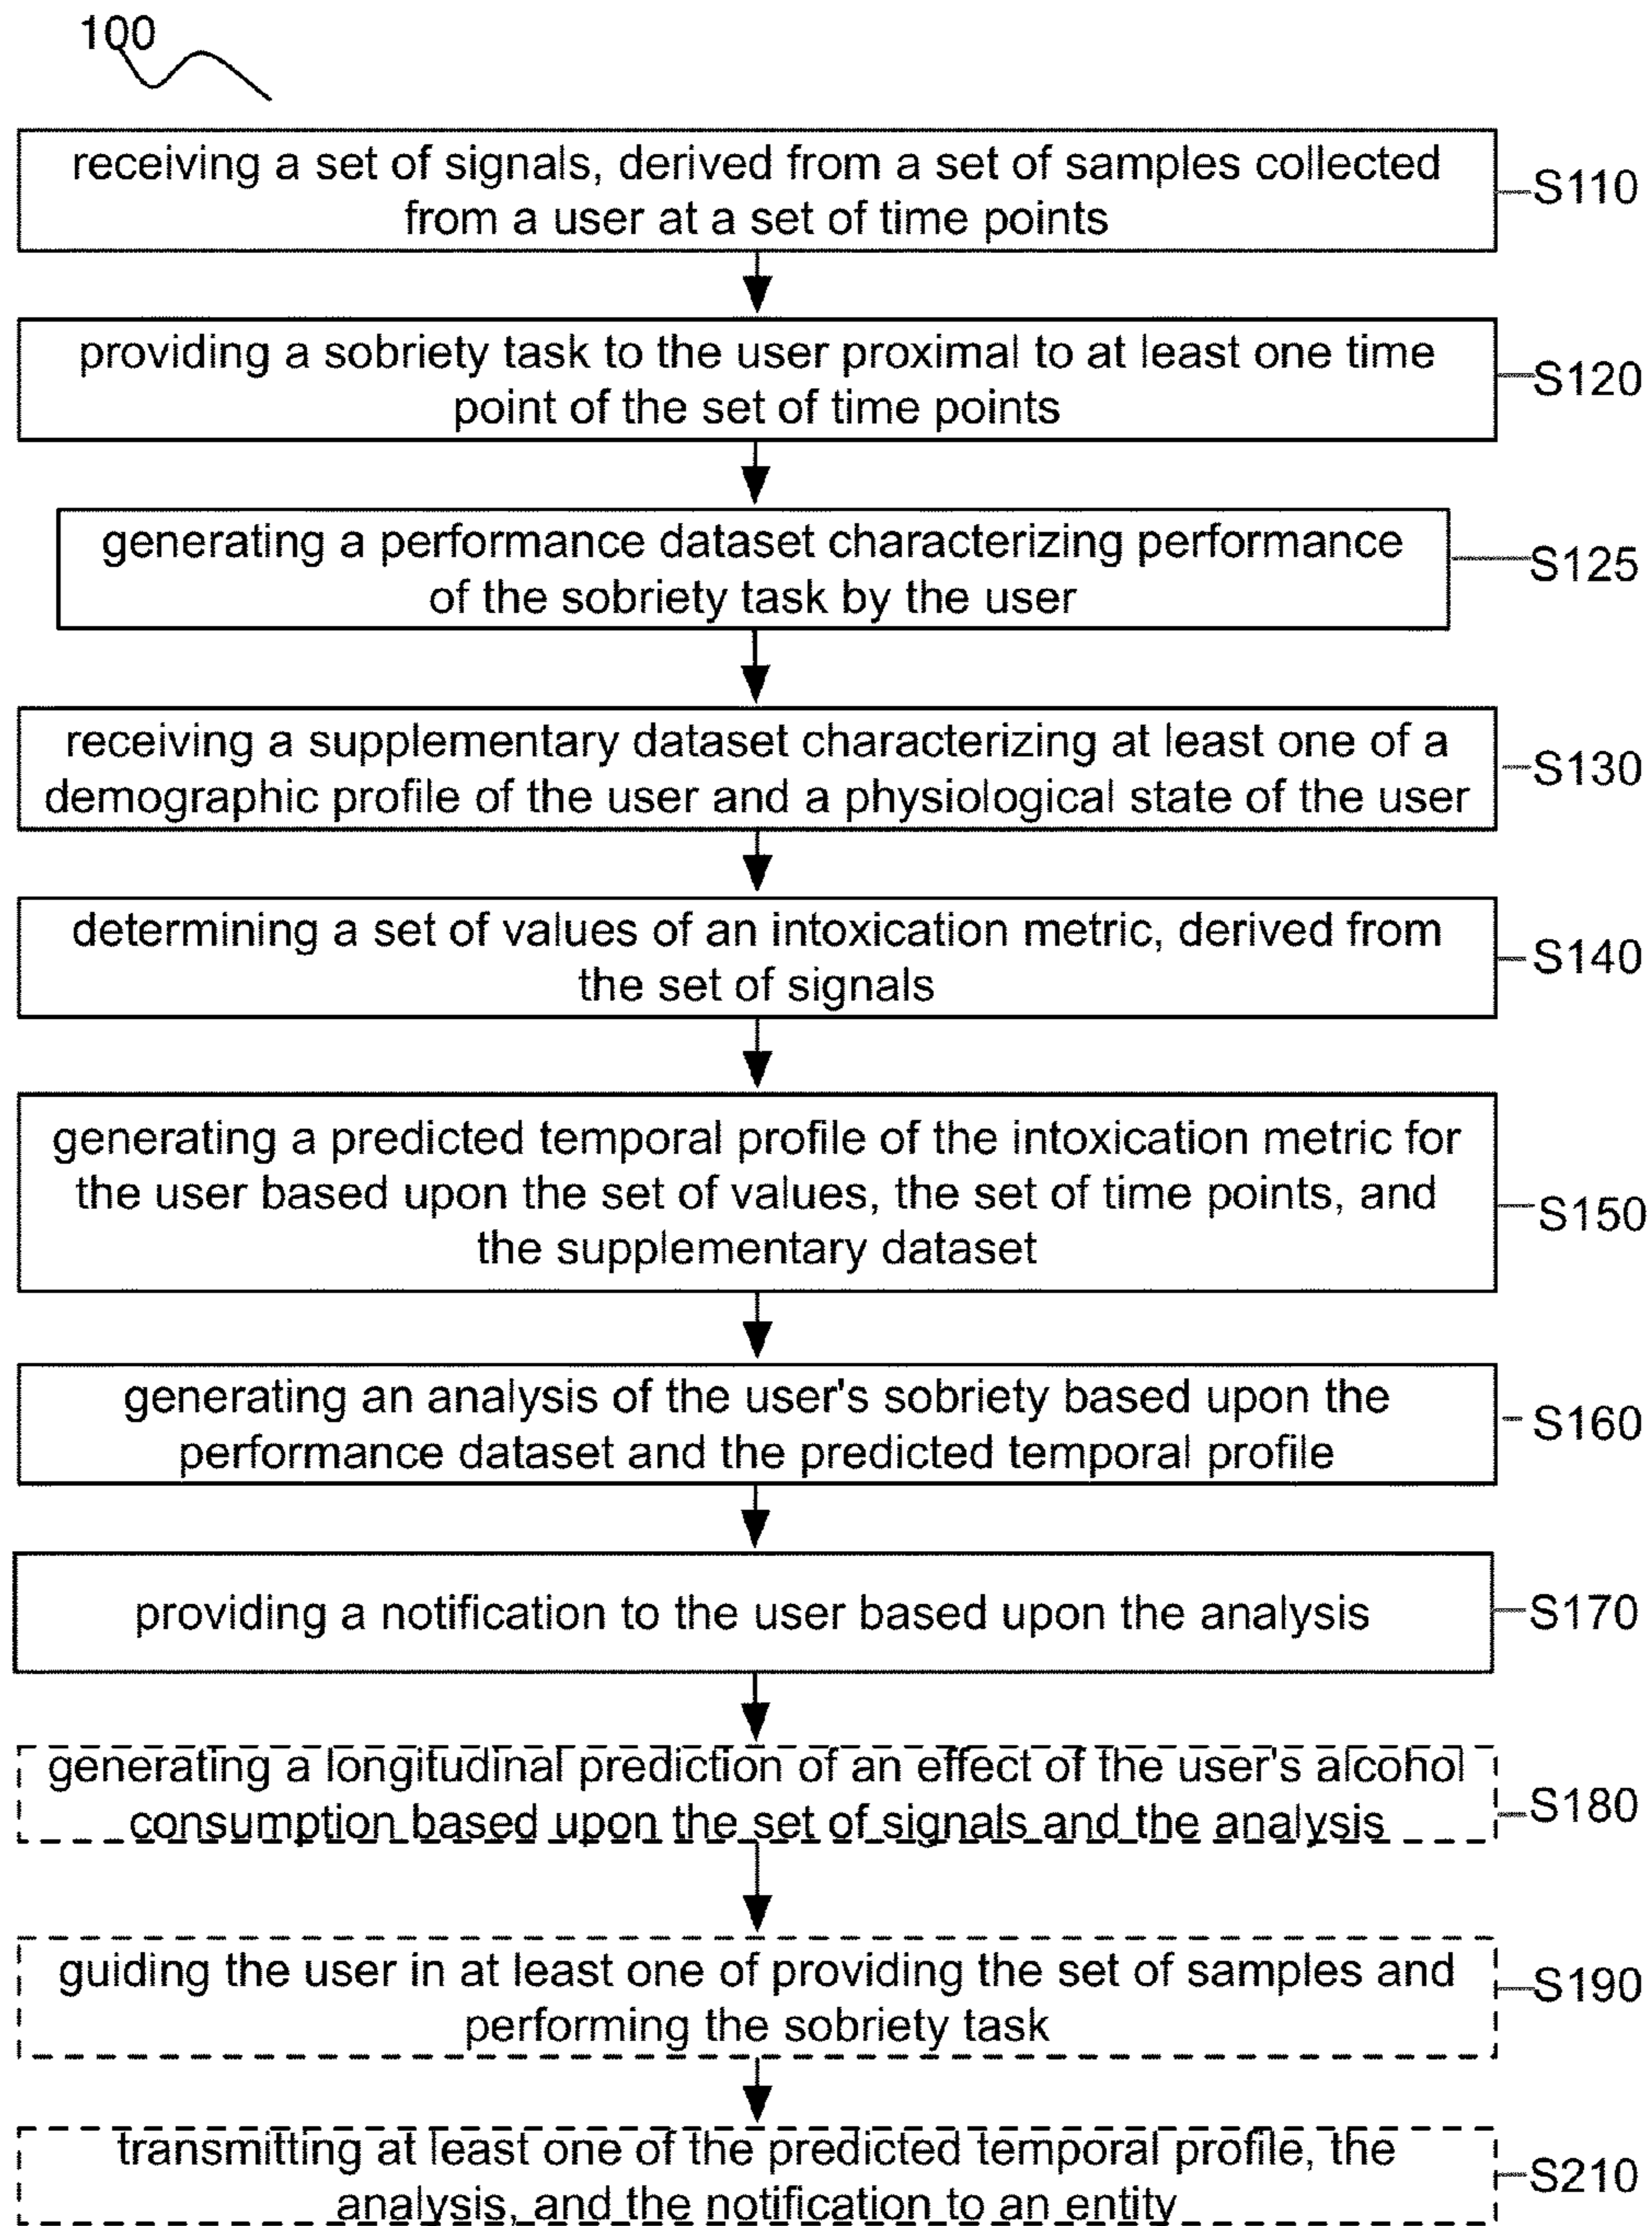 100
receiving a set of signals, derived from a set of samples collected
from a user at a set of time points
S110
providing a sobriety task to the user proximal to at least one time
point of the set of time points
S120
generating a performance dataset characterizing performance
of the sobriety task by the user
S125
receiving a supplementary dataset characterizing at least one of a
demographic profile of the user and a physiological state of the user
S130
determining a set of values of an intoxication metric, derived from
the set of signals
S140
generating a predicted temporal profile of the intoxication metric for
the user based upon the set of values, the set of time points, and
the supplementary dataset
S150
generating an analysis of the user's sobriety based upon the
performance dataset and the predicted temporal profile
S160
providing a notification to the user based upon the analysis
S170
generating a longitudinal prediction of an effect of the user's alcohol
consumption based upon the set of signals and the analysis
S180
guiding the user in at least one of providing the set of samples and
performing the sobriety task
S190
transmitting at least one of the predicted temporal profile, the
analysis, and the notification to an entity
S210